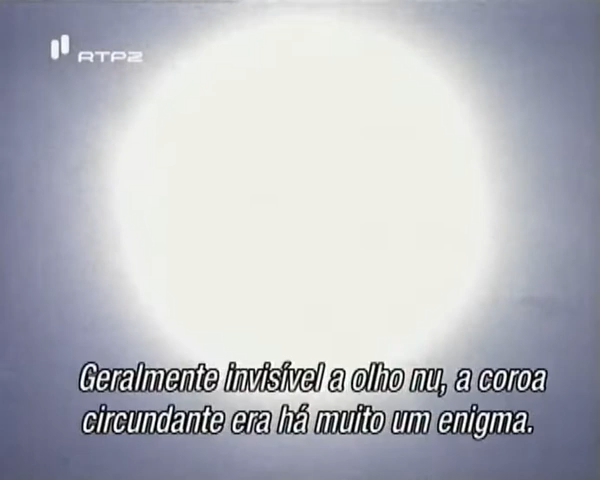 RTP2
Geralmente invisível a olho nu, a coroa
circundante era há muito um enigma.